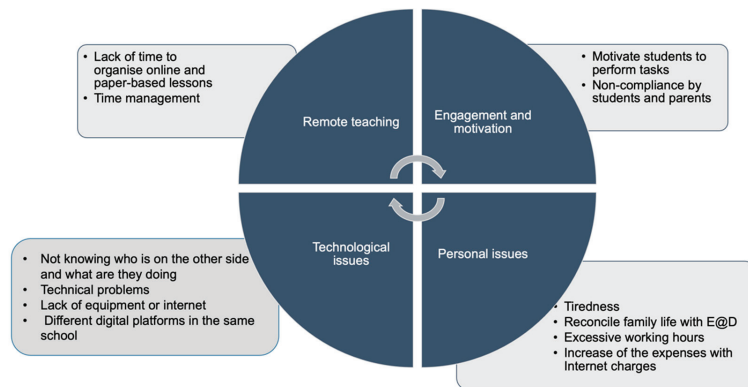 • Lack of time to
organise online and
paper-based lessons
• Time management
Remote teaching
Engagement and
motivation
• Motivate students to
perform tasks
• Non-compliance by
students and parents
• Not knowing who is on the other side
and what are they doing
• Technical problems
• Lack of equipment or internet
• Different digital platforms in the same
school
Technological
issues
Personal issues
• Tiredness
• Reconcile family life with E@D
• Excessive working hours
• Increase of the expenses with
Internet charges